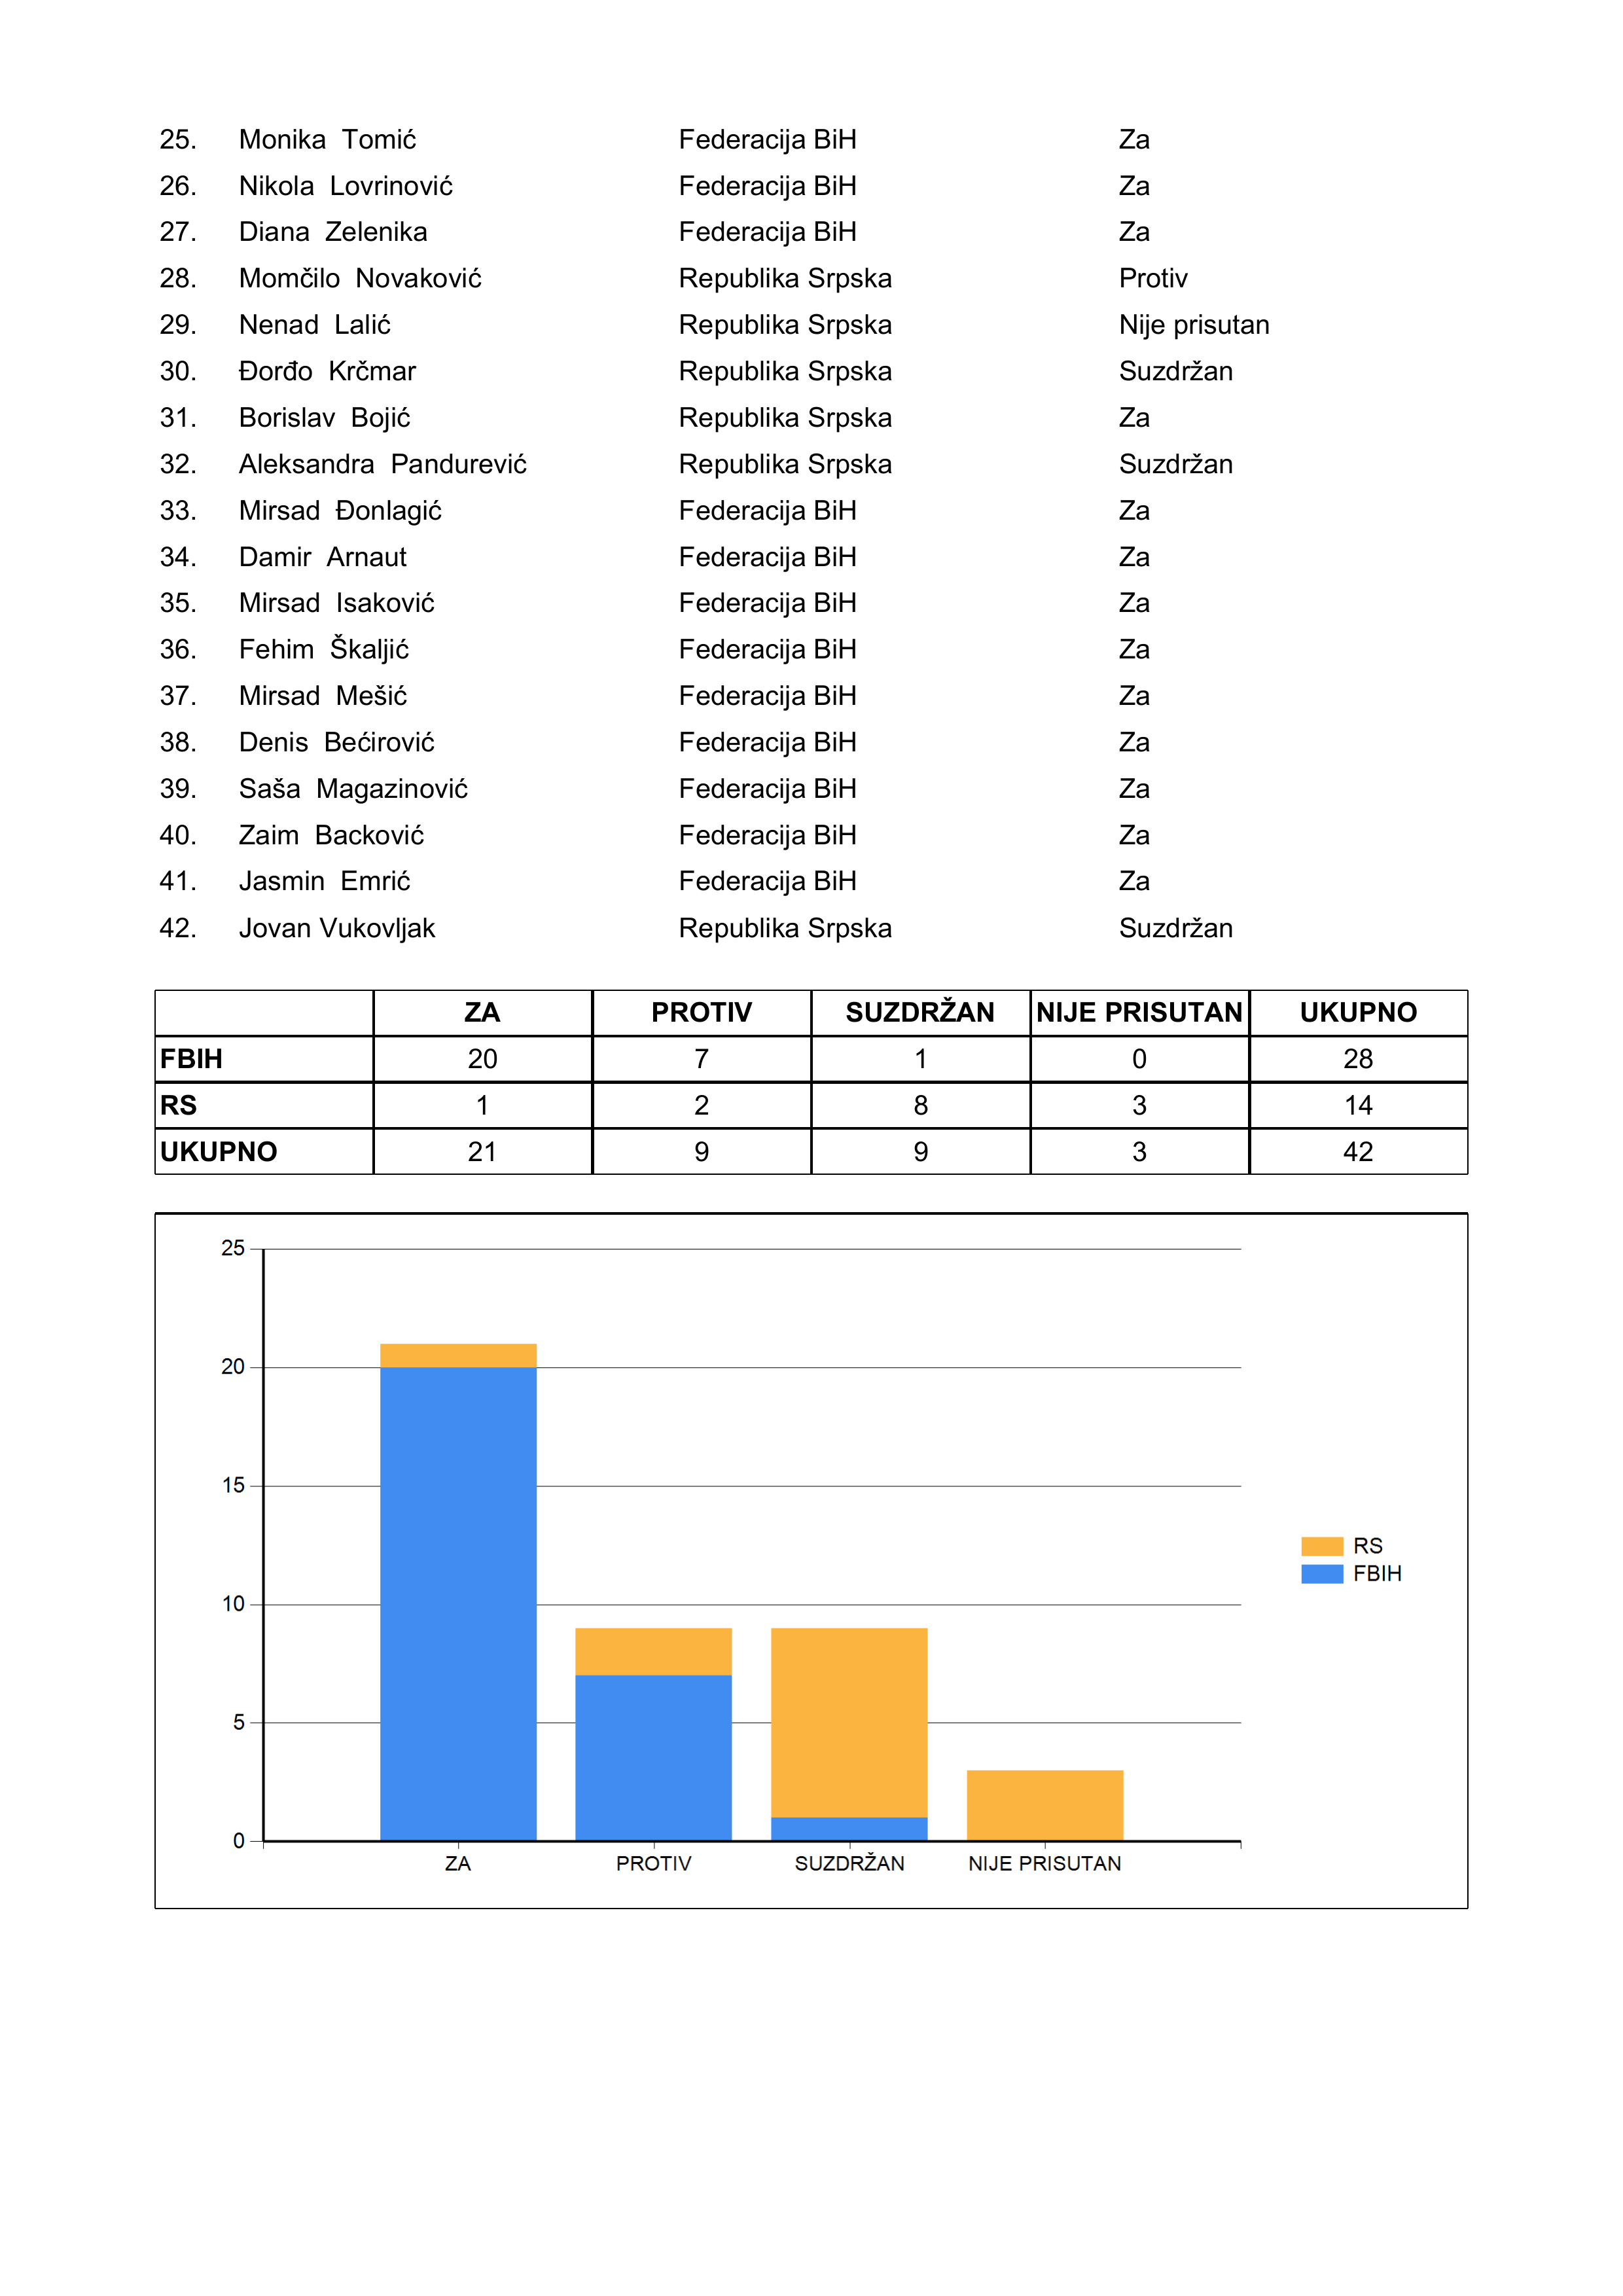 25. Monika Tomić Federacija BiH Za
26. Nikola Lovrinović Federacija BiH Za
27. Diana Zelenika Federacija BiH Za
28. Momčilo Novaković Republika Srpska Protiv
29. Nenad Lalić Republika Srpska Nije prisutan
30. Đorđo Krčmar Republika Srpska Suzdržan
31. Borislav Bojić Republika Srpska Za
32. Aleksandra Pandurević Republika Srpska Suzdržan
33. Mirsad Đonlagić Federacija BiH Za
34. Damir Arnaut Federacija BiH Za
35. Mirsad Isaković Federacija BiH Za
36. Fehim Škaljić Federacija BiH Za
37. Mirsad Mešić Federacija BiH Za
38. Denis Bećirović Federacija BiH Za
39. Saša Magazinović Federacija BiH Za
40. Zaim Backović Federacija BiH Za
41. Jasmin Emrić Federacija BiH Za
42. Jovan Vukovljak Republika Srpska Suzdržan
ZA PROTIV SUZDRŽAN NIJE PRISUTAN UKUPNO
FBIH 20 7 1 0 28
RS 1 2 8 3 14
UKUPNO 21 9 9 3 42
25
20
15
10
5
0
ZA PROTIV SUZDRŽAN NIJE PRISUTAN
RS
FBIH